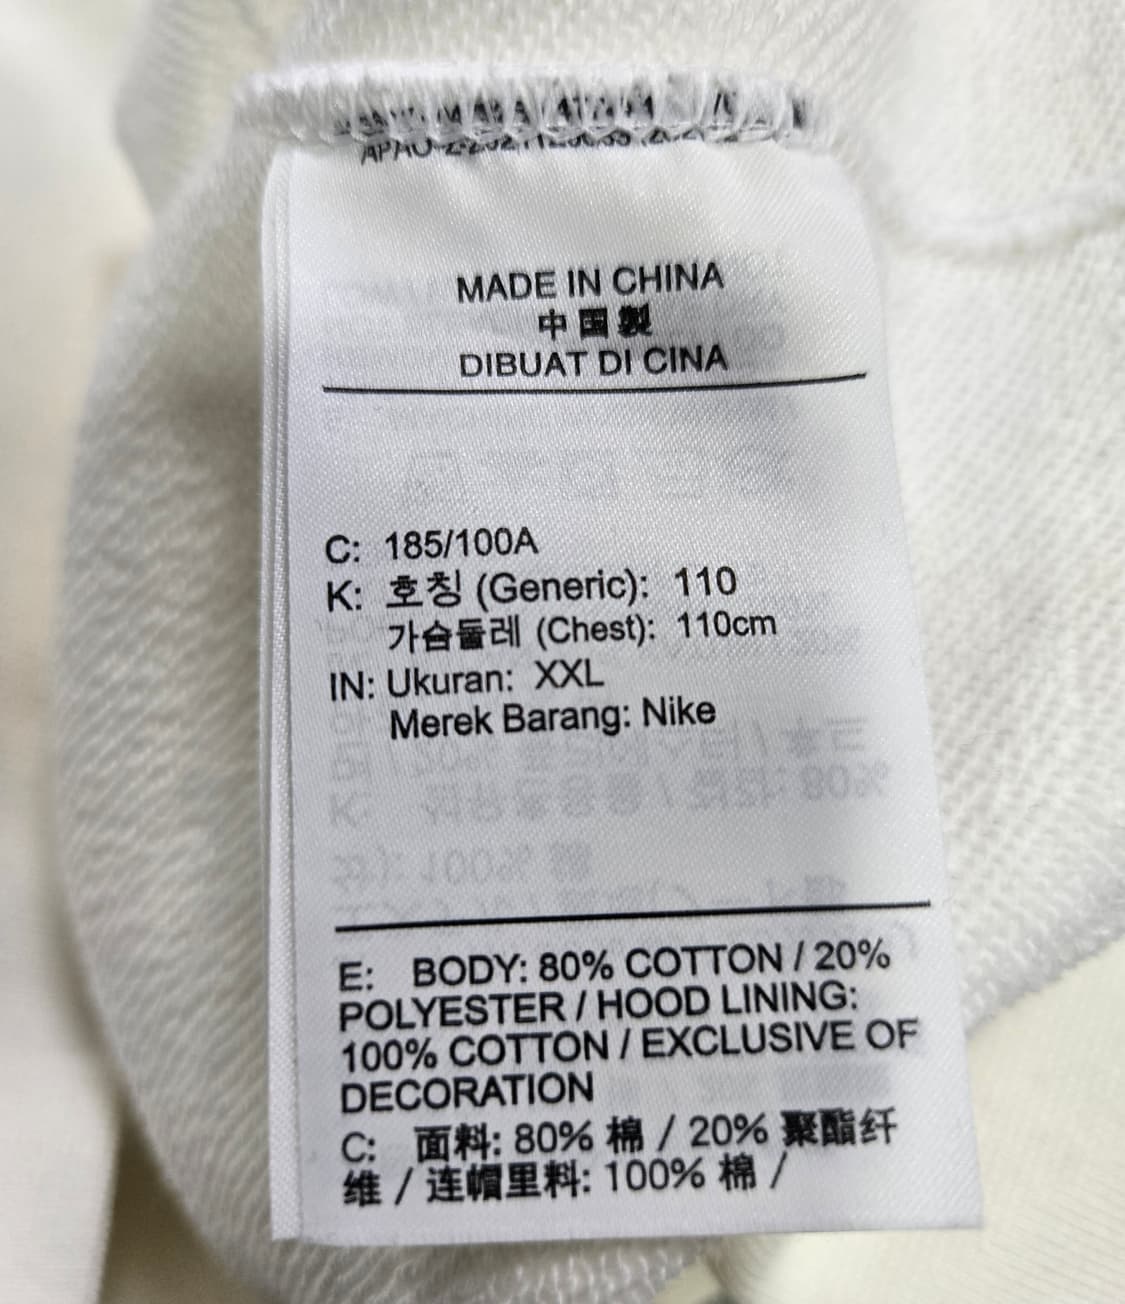 MADE IN CHINA
中国製
DIBUAT DI CINA
C: 185/100A
K: 호칭 (Generic): 110
가슴둘레 (Chest): 110cm
IN: Ukuran: XXL
Merek Barang: Nike
E: BODY: 80% COTTON / 20%
POLYESTER / HOOD LINING:
100% COTTON / EXCLUSIVE OF
DECORATION
C: 面料: 80% 棉 / 20% 聚酯纤
维 / 连帽里料: 100% 棉 /